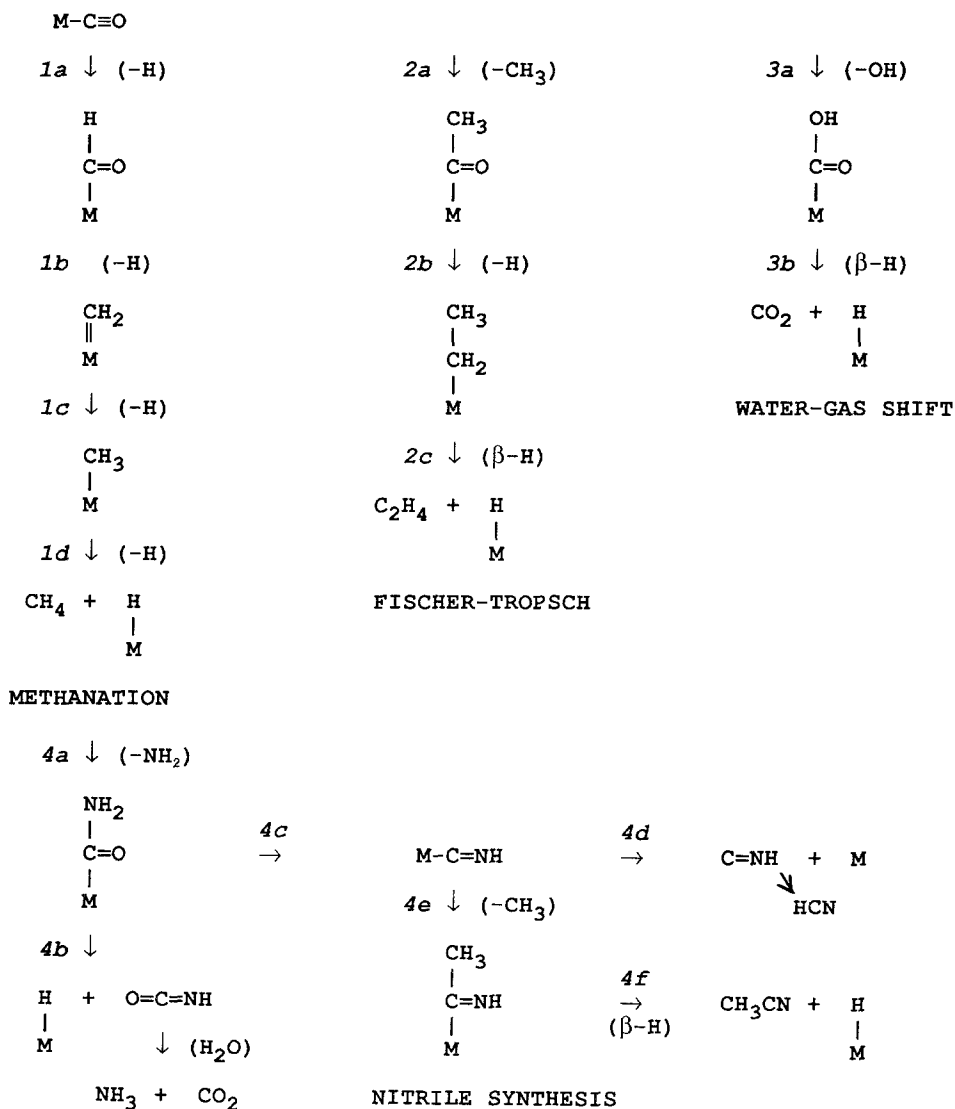 M-C≡O
1a ↓ (-H) 2a ↓ (-CH3) 3a ↓ (-OH)
H CH3 OH
| | |
C=O C=O C=O
| | |
M M M
1b (-H) 2b ↓ (-H) 3b ↓ (β-H)
CH2 CH3 CO2 + H
‖ | |
M CH2 M
|
1c ↓ (-H) M WATER-GAS SHIFT
CH3 2c ↓ (β-H)
|
M C2H4 + H
|
1d ↓ (-H) M
CH4 + H FISCHER-TROPSCH
|
M
METHANATION
4a ↓ (-NH2)
NH2
| 4c 4d
C=O → M-C=NH → C=NH + M
|
M 4e ↓ (-CH3) HCN
4b ↓ CH3
| 4f
H + O=C=NH C=NH → CH3CN + H
| | (β-H) |
M ↓ (H2O) M M
NH3 + CO2 NITRILE SYNTHESIS